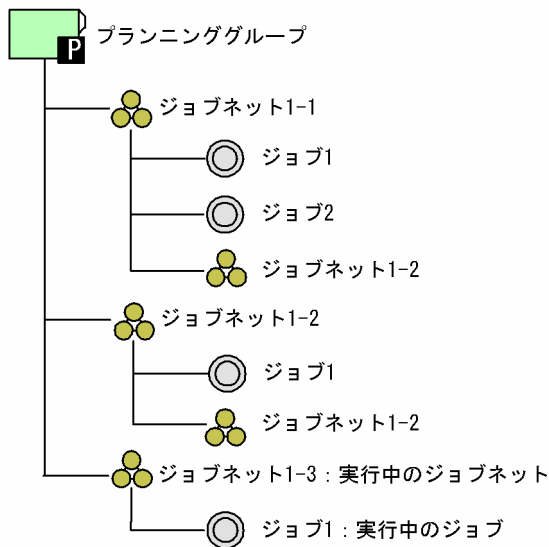 P
プランニンググループ
ジョブネット1-1
ジョブ1
ジョブ2
ジョブネット1-2
ジョブネット1-2
ジョブ1
ジョブネット1-2
ジョブネット1-3：実行中のジョブネット
ジョブ1：実行中のジョブ